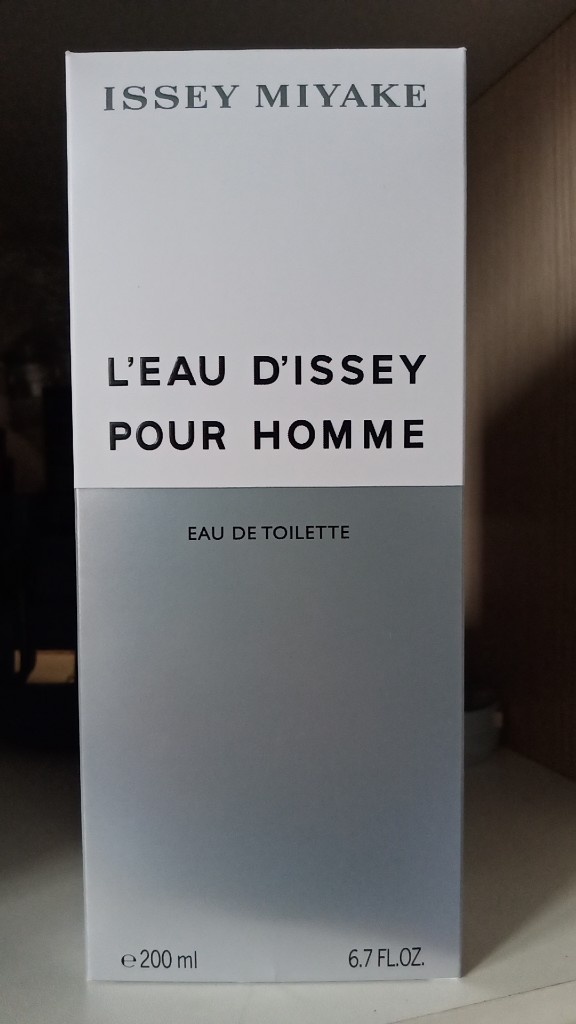 ISSEY MIYAKE
L'EAU D'ISSEY
POUR HOMME
EAU DE TOILETTE
℮ 200 ml 6.7 FL.OZ.